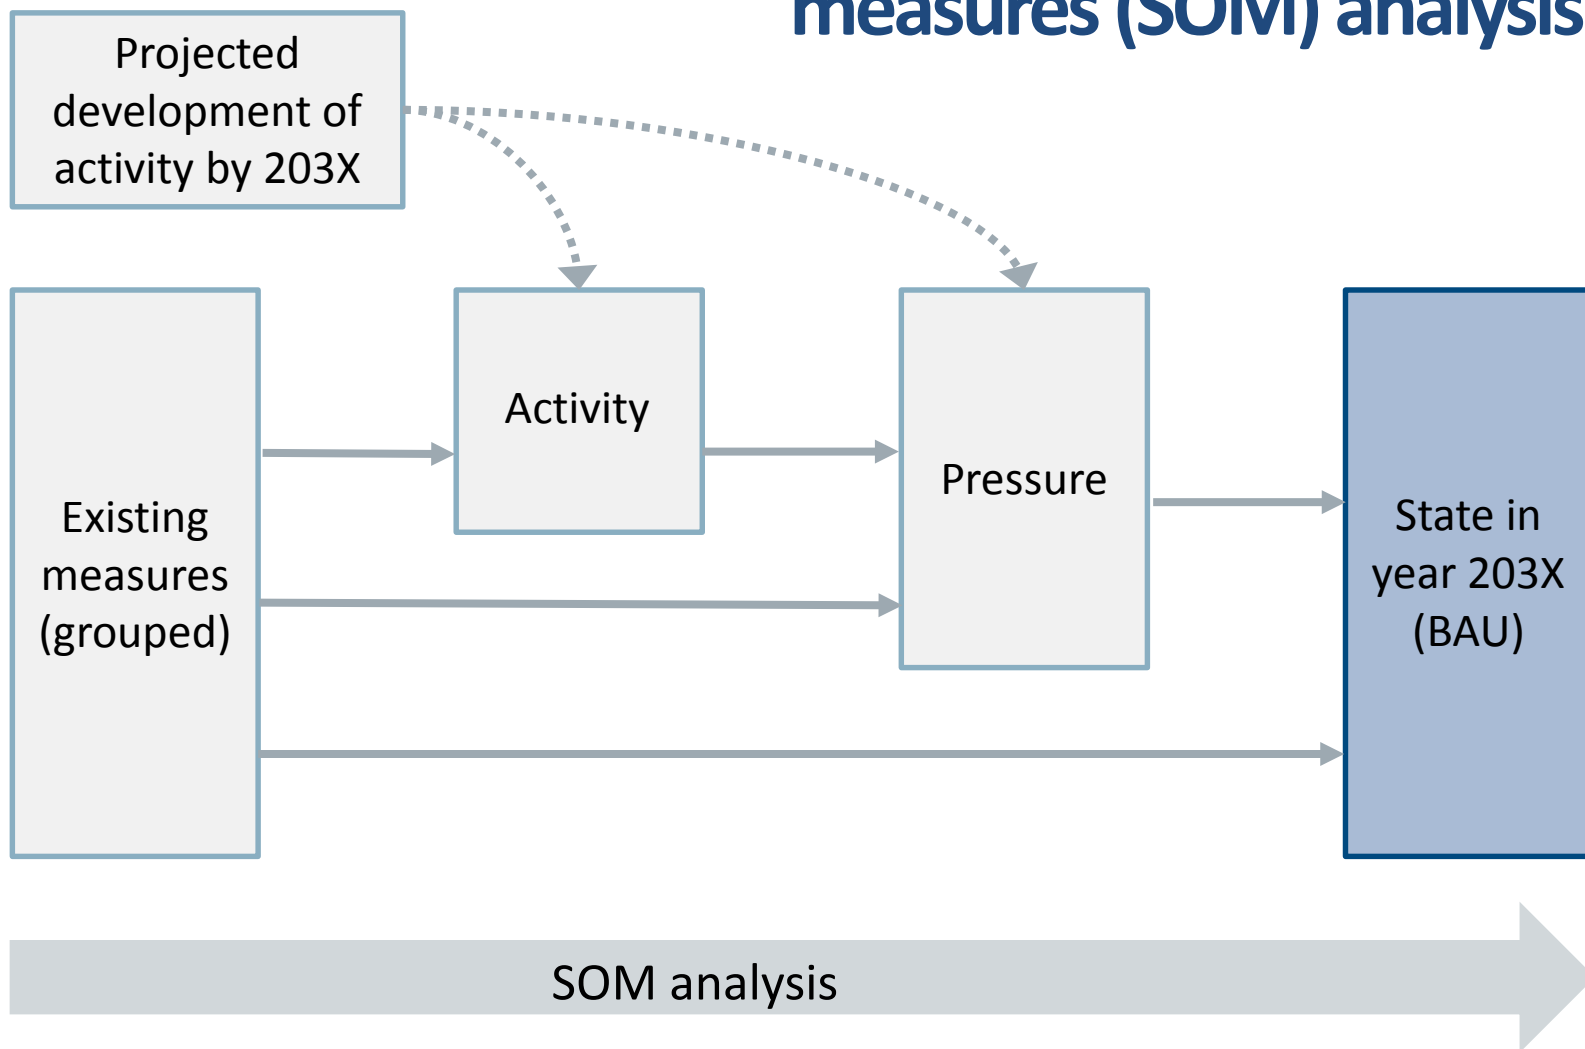 measures (SOM) analysis
Projected
development of
activity by 203X
Activity
Pressure
Existing
measures
(grouped)
State in
year 203X
(BAU)
SOM analysis